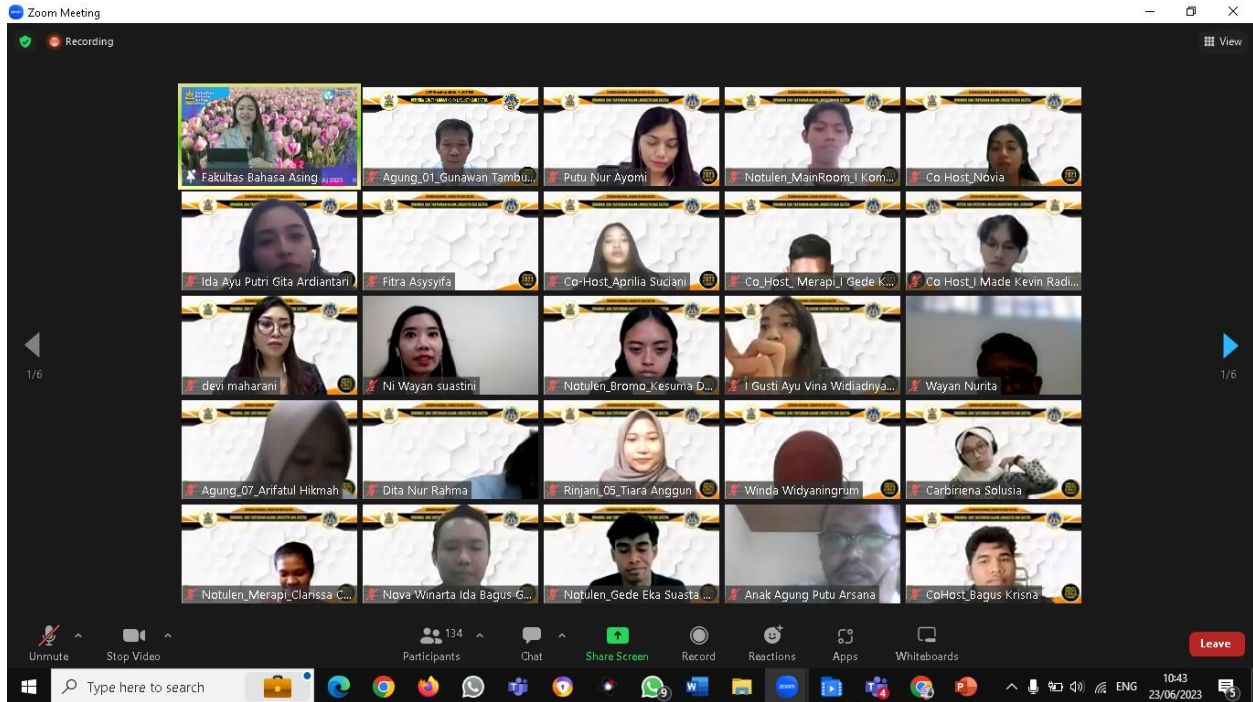 Zoom Meeting
Recording
View
Fakultas Bahasa Asing
Agung_01_Gunawan Tambu...
Putu Nur Ayomi
Notulen_MainRoom_I Kom...
Co Host_Novia
Ida Ayu Putri Gita Ardiantari
Fitra Asysyifa
Co-Host_Aprilia Suciani
Co_Host_ Merapi_I Gede K...
Co Host_I Made Kevin Radi...
1/6
1/6
devi maharani
Ni Wayan suastini
Notulen_Bromo_Kesuma D...
I Gusti Ayu Vina Widiadnya...
Wayan Nurita
Agung_07_Arifatul Hikmah
Dita Nur Rahma
Rinjani_05_Tiara Anggun
Winda Widyaningrum
Carbiriena Solusia
Notulen_Merapi_Clarissa C...
Nova Winarta Ida Bagus G...
Notulen_Gede Eka Suasta ...
Anak Agung Putu Arsana
CoHost_Bagus Krisna
134
Unmute
Stop Video
Participants
Chat
Share Screen
Record
Reactions
Apps
Whiteboards
Leave
Type here to search
ENG
10:43
23/06/2023